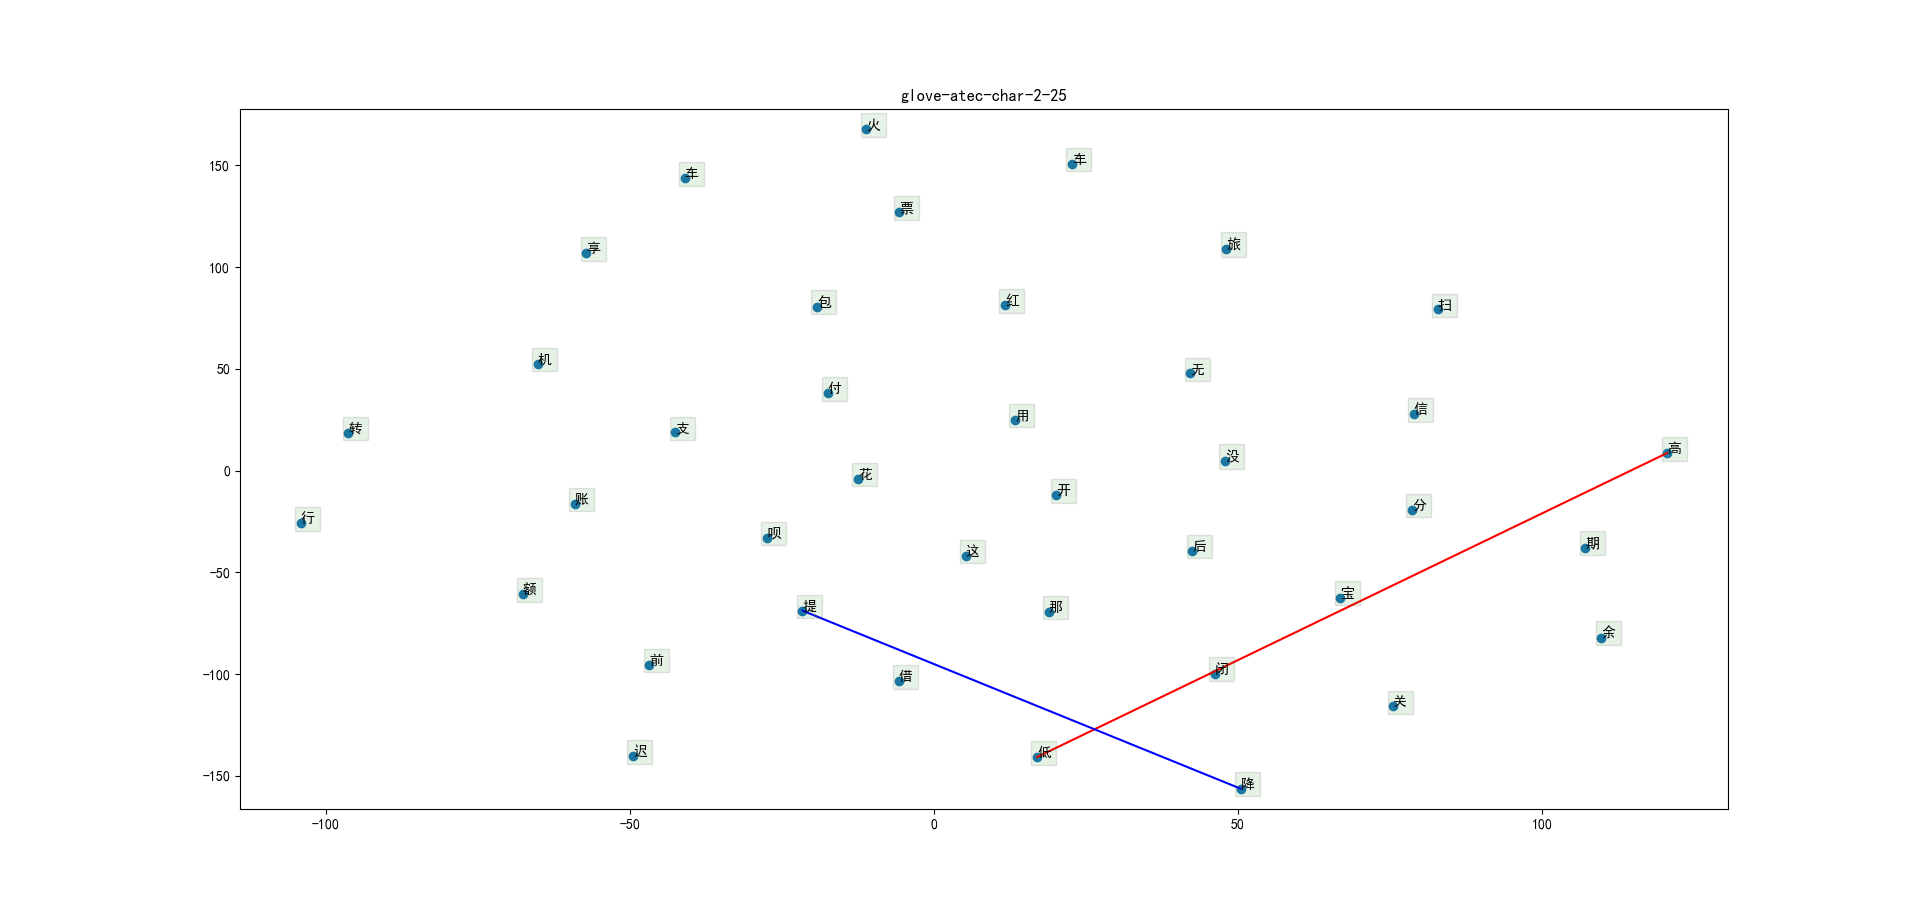 glove-atec-char-2-25
火
车
150
车
票
旅
享
100
红
包
扫
机
50
无
付
信
用
转
支
高
没
0
花
开
账
分
行
呗
期
后
这
-50
额
宝
提
那
余
前
闭
-100
借
关
迟
低
-150
降
-100 -50 0 50 100